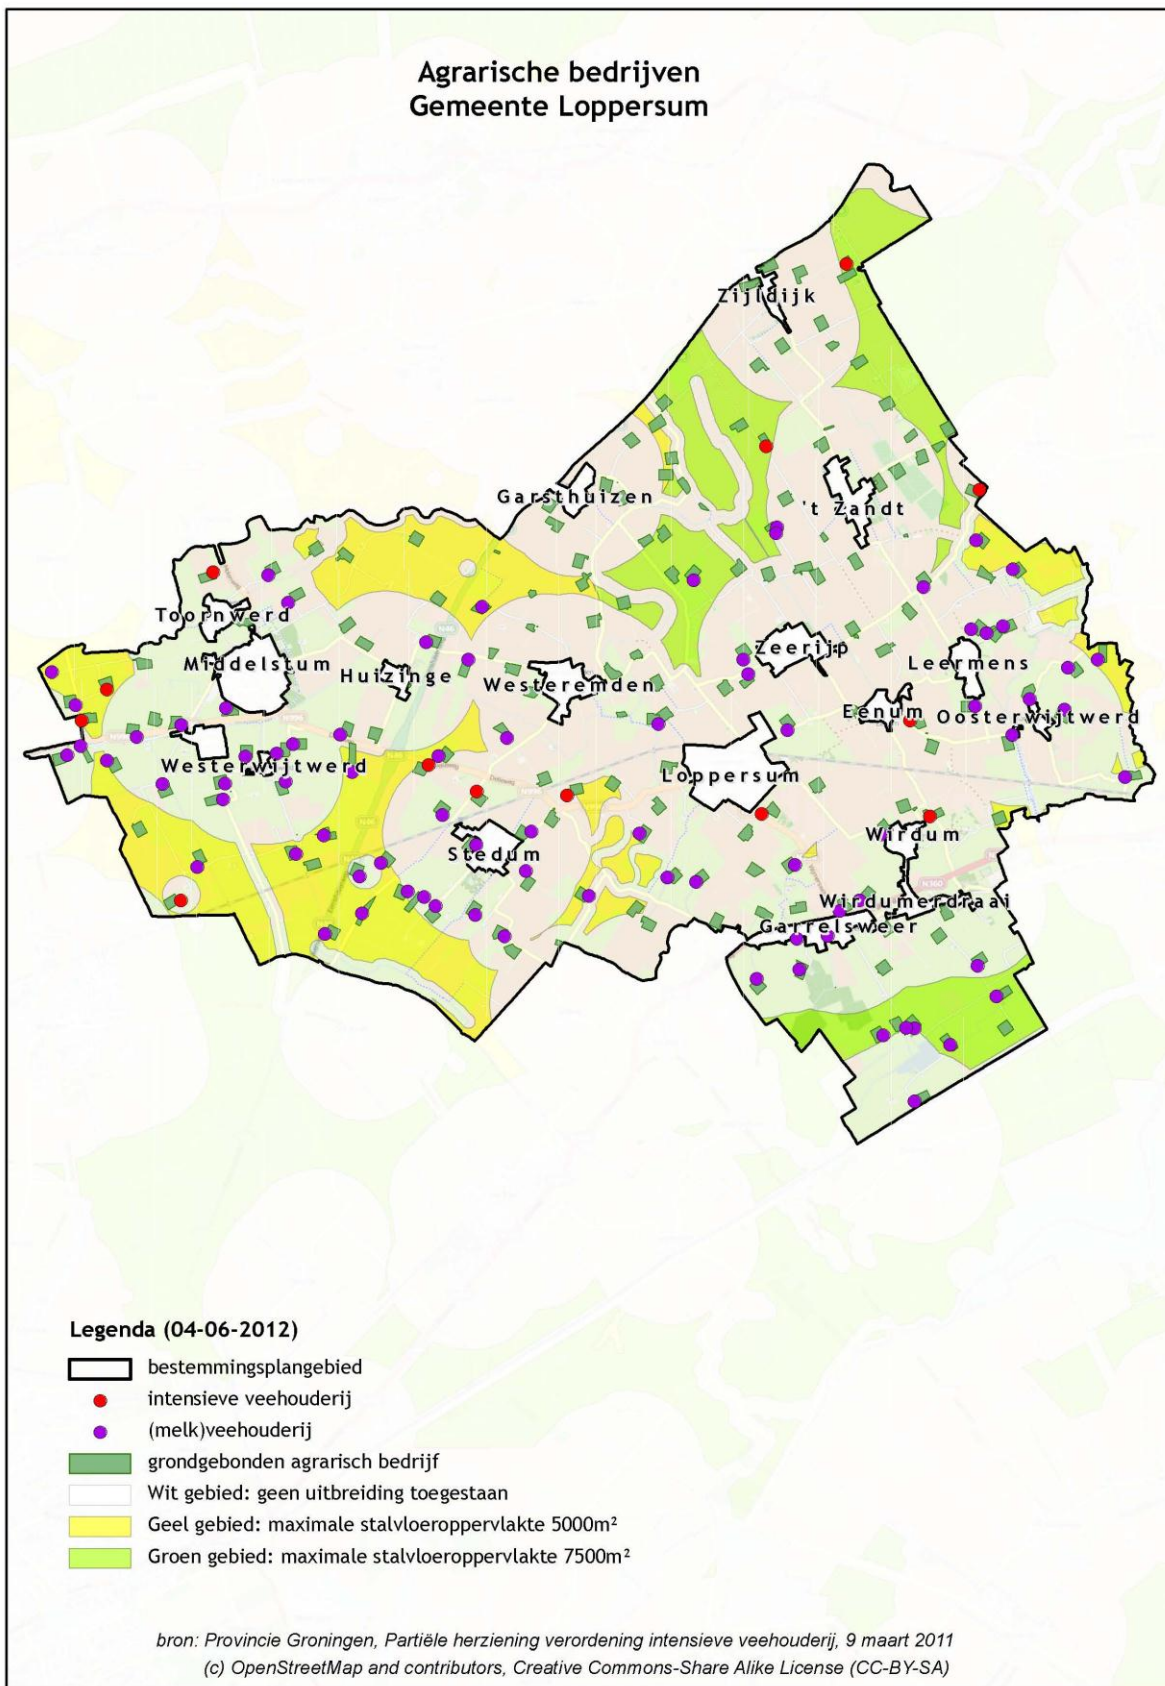 Agrarische bedrijven
Gemeente Loppersum
Zijldijk
Garsthuizen
't Zandt
Toornwerd
Middelstum
Huizinge
Westeremden
Zeerijp
Leermens
Eenum
Oosterwijtwerd
Westerwijtwerd
Loppersum
Stedum
Wirdum
Wirdumerdraai
Garrelsweer
N46
N996
N360
Legenda (04-06-2012)
bestemmingsplangebied
intensieve veehouderij
(melk)veehouderij
grondgebonden agrarisch bedrijf
Wit gebied: geen uitbreiding toegestaan
Geel gebied: maximale stalvloeroppervlakte 5000m²
Groen gebied: maximale stalvloeroppervlakte 7500m²
bron: Provincie Groningen, Partiële herziening verordening intensieve veehouderij, 9 maart 2011
(c) OpenStreetMap and contributors, Creative Commons-Share Alike License (CC-BY-SA)